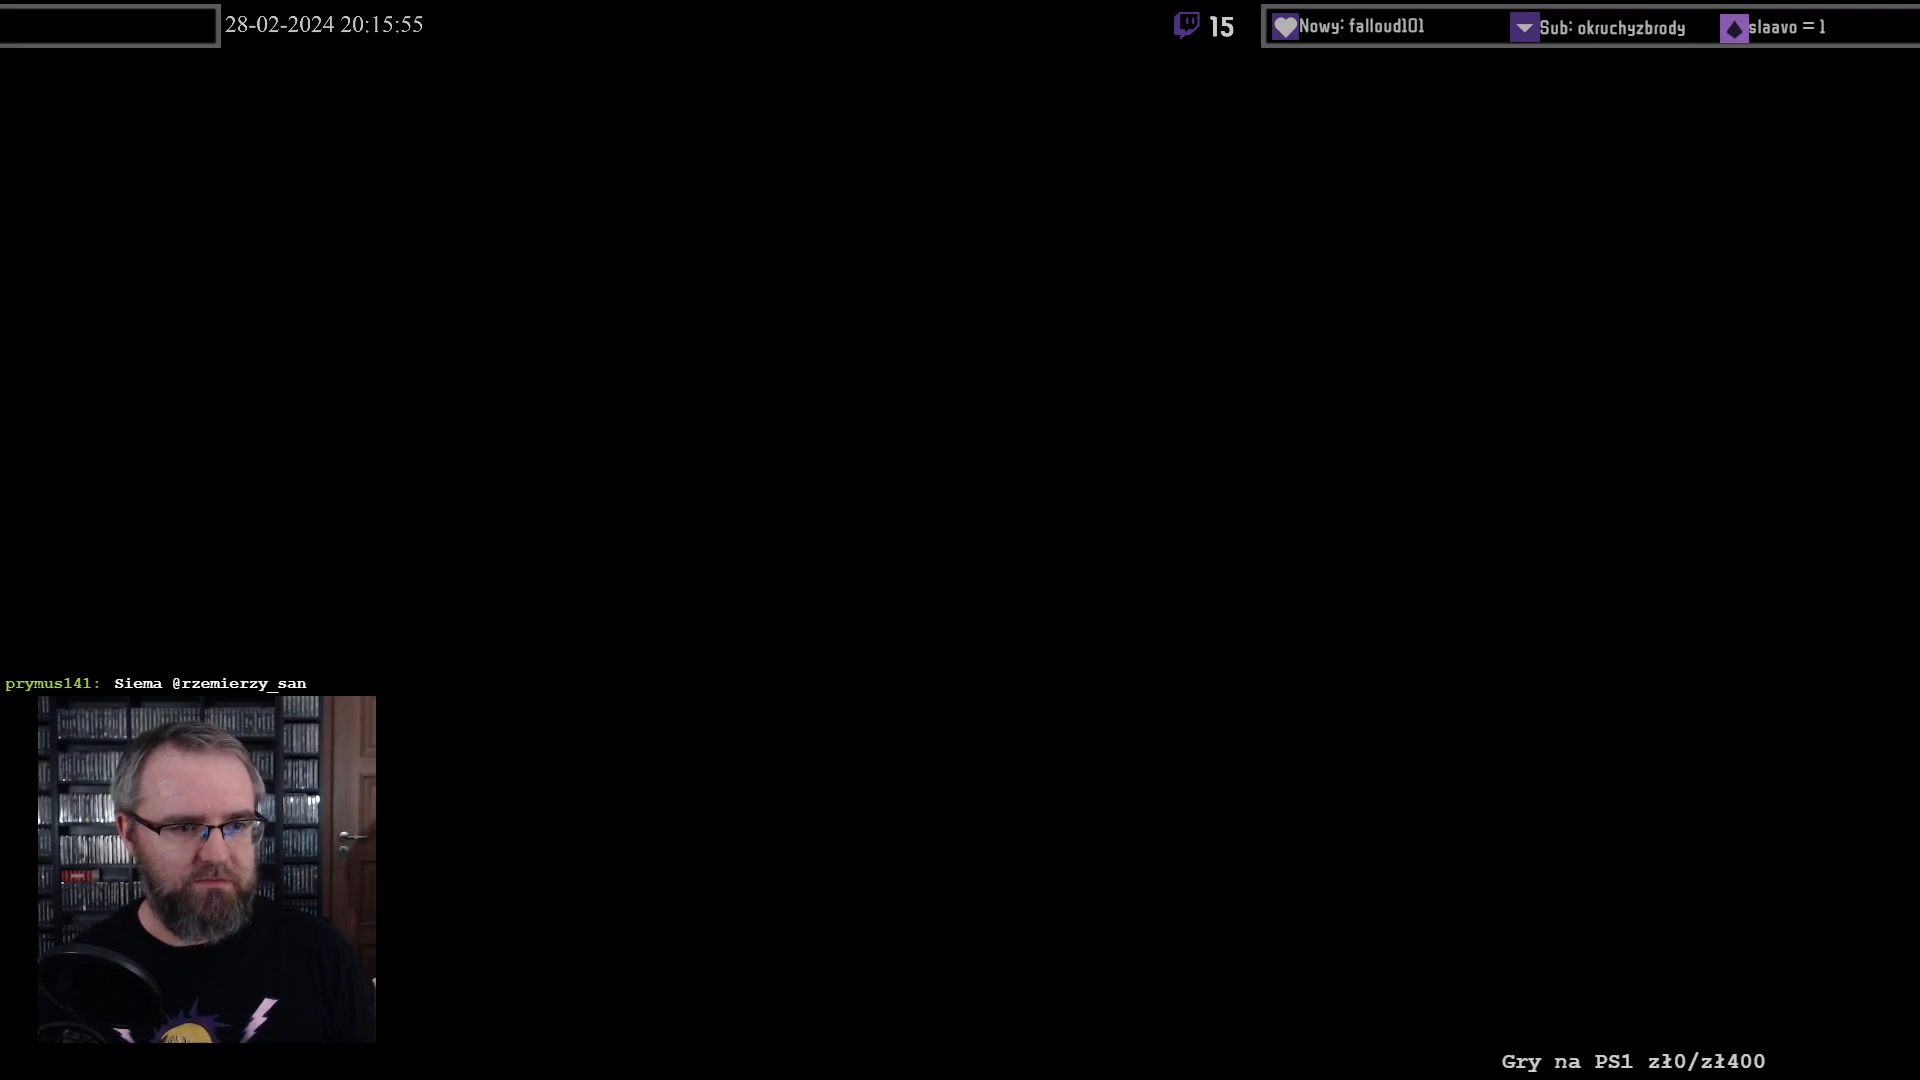 28-02-2024 20:15:55
15
Nowy: falloud101
Sub: okruchyzbrody
slaavo = 1
prymus141: Siema @rzemierzy_san
Gry na PS1 zł0/zł400